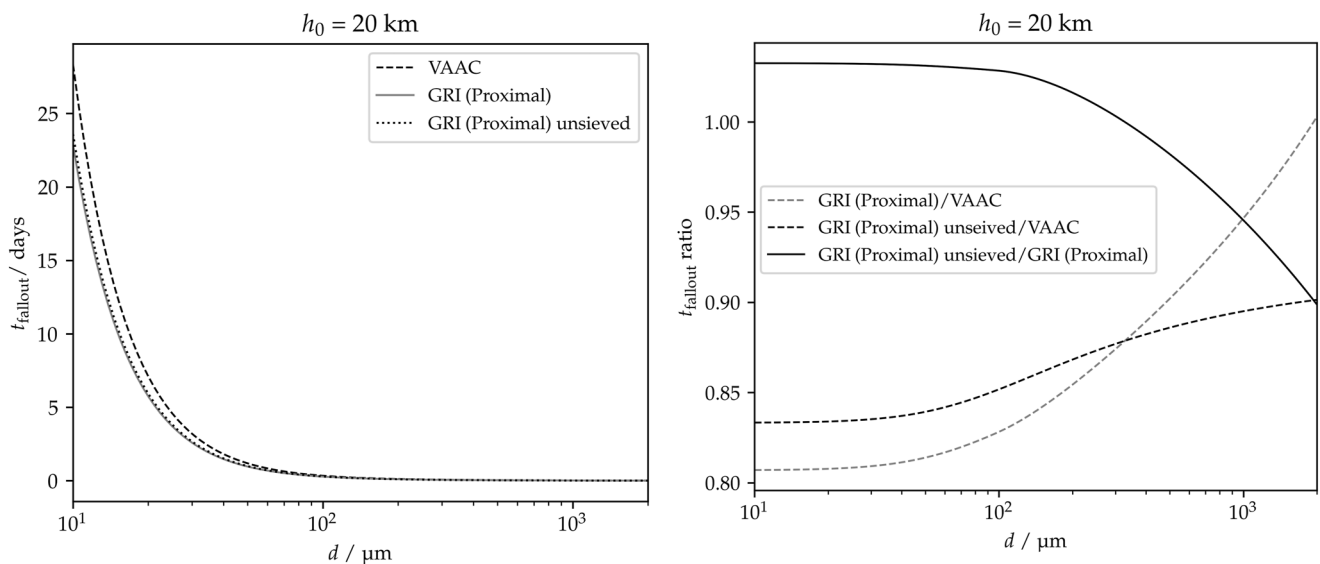 h₀ = 20 km
VAAC
GRI (Proximal)
GRI (Proximal) unsieved
25
20
15
10
5
0
t_fallout / days
10¹ 10² 10³
d / μm
h₀ = 20 km
1.00
0.95
0.90
0.85
0.80
t_fallout ratio
GRI (Proximal)/VAAC
GRI (Proximal) unseived/VAAC
GRI (Proximal) unsieved/GRI (Proximal)
10¹ 10² 10³
d / μm